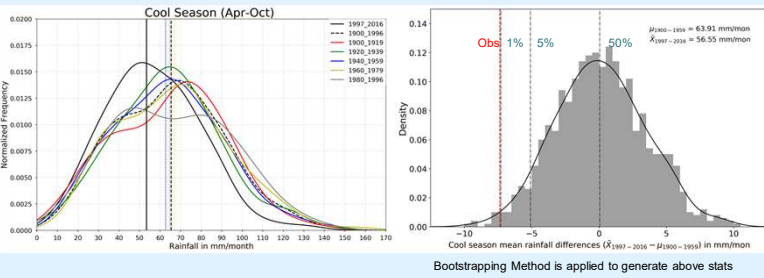 Cool Season (Apr-Oct)
0.0200
0.0175
0.0150
0.0125
0.0100
0.0075
0.0050
0.0025
0.0000
Normalized Frequency
1997_2016
1900_1996
1900_1919
1920_1939
1940_1959
1960_1979
1980_1996
0 10 20 30 40 50 60 70 80 90 100 110 120 130 140 150 160 170
Rainfall in mm/month
0.14
0.12
0.10
0.08
0.06
0.04
0.02
0.00
Density
Obs 1% 5% 50%
μ1900−1959 = 63.91 mm/mon
X̄1997−2016 = 56.55 mm/mon
−10 −5 0 5 10
Cool season mean rainfall differences (X̄1997−2016 − μ1900−1959) in mm/mon
Bootstrapping Method is applied to generate above stats